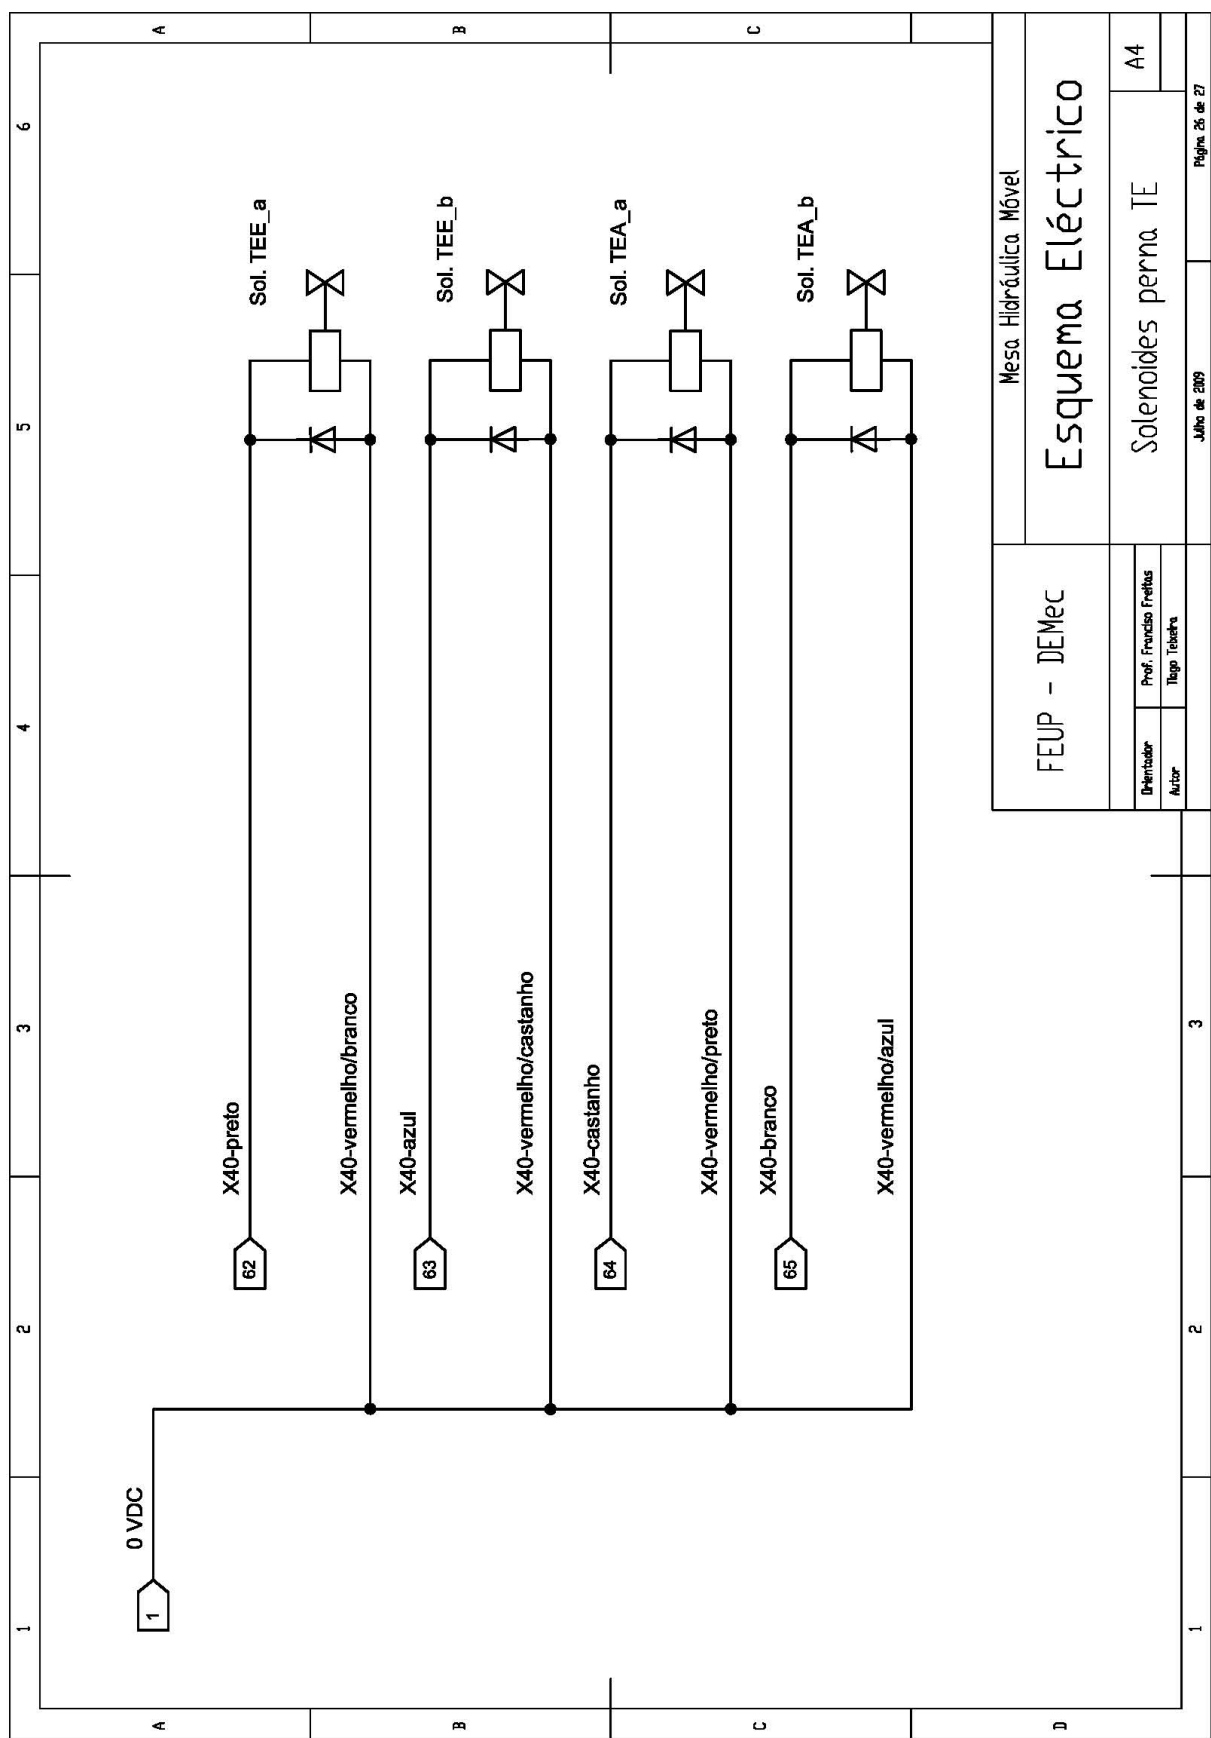 1 2 3 4 5 6
A
A
0 VDC
1
62
X40-preto
Sol. TEE_a
X40-vermelho/branco
B
B
63
X40-azul
Sol. TEE_b
X40-vermelho/castanho
64
X40-castanho
Sol. TEA_a
X40-vermelho/preto
C
C
65
X40-branco
Sol. TEA_b
X40-vermelho/azul
D
FEUP - DEMec
Mesa Hidráulica Móvel
Esquema Eléctrico
Orientador
Prof. Franciso Freitas
Autor
Tiago Teixeira
Solenoides perna TE
A4
Julho de 2009
Página 26 de 27
1 2 3